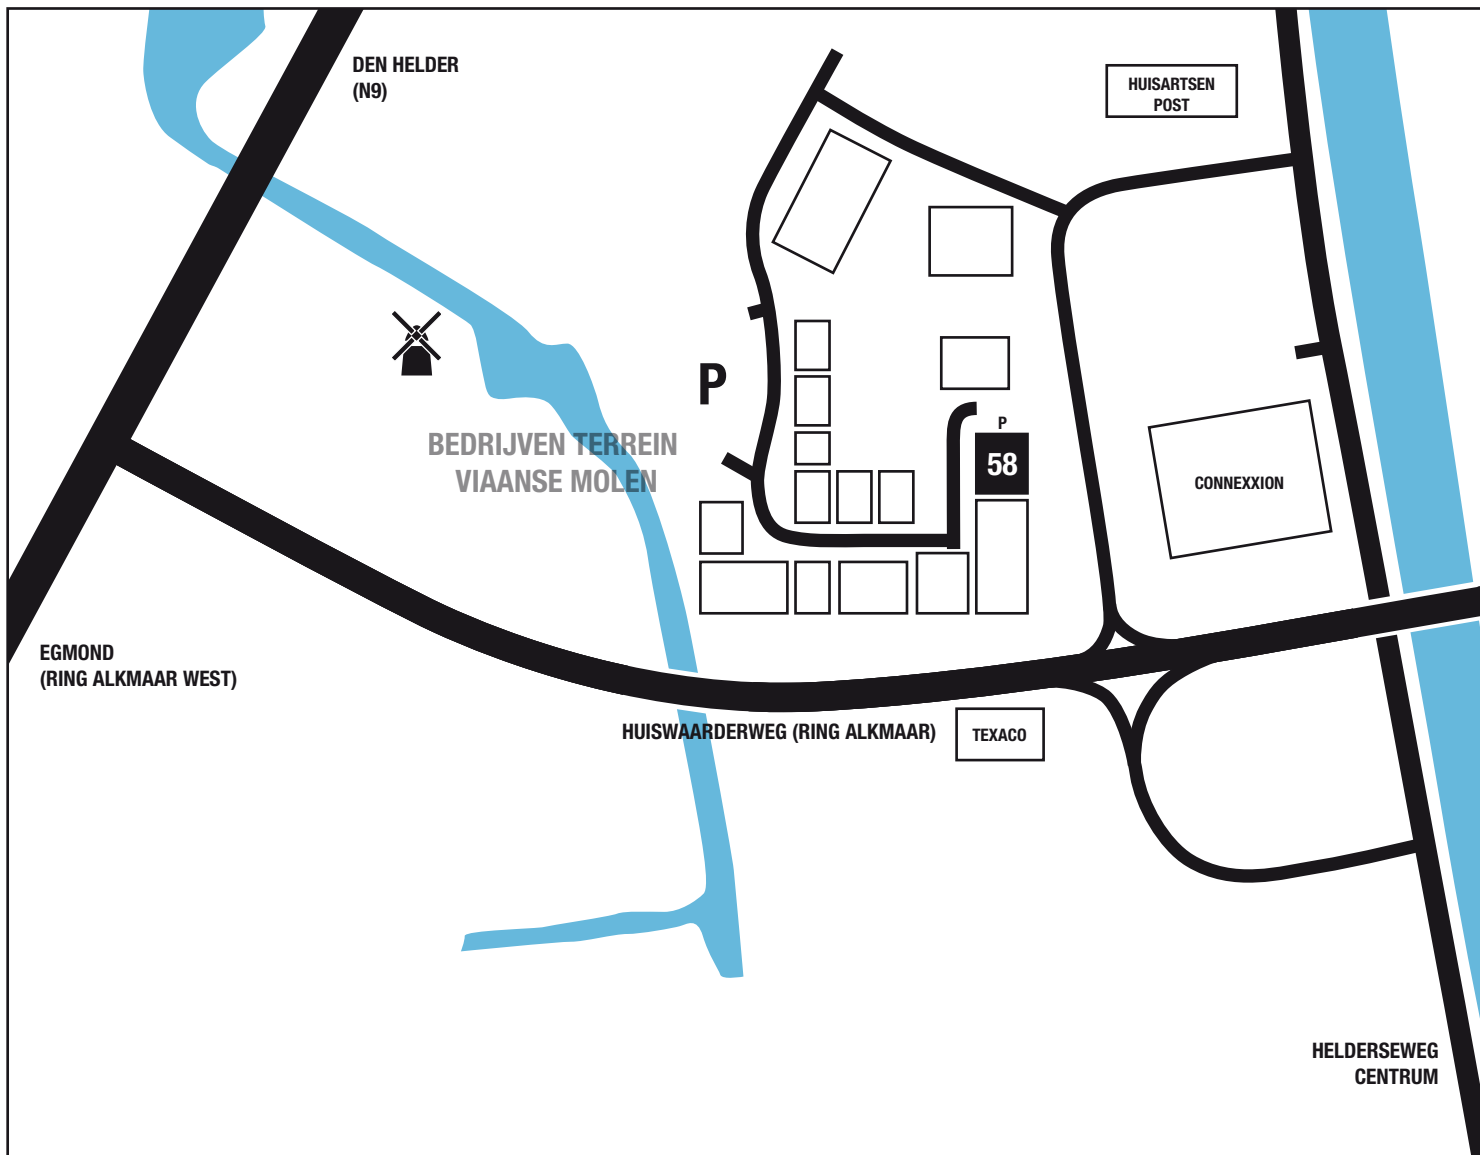 DEN HELDER
(N9)
HUISARTSEN
POST
P
BEDRIJVEN TERREIN
VIAANSE MOLEN
P
58
CONNEXXION
EGMOND
(RING ALKMAAR WEST)
HUISWAARDERWEG (RING ALKMAAR)
TEXACO
HELDERSEWEG
CENTRUM